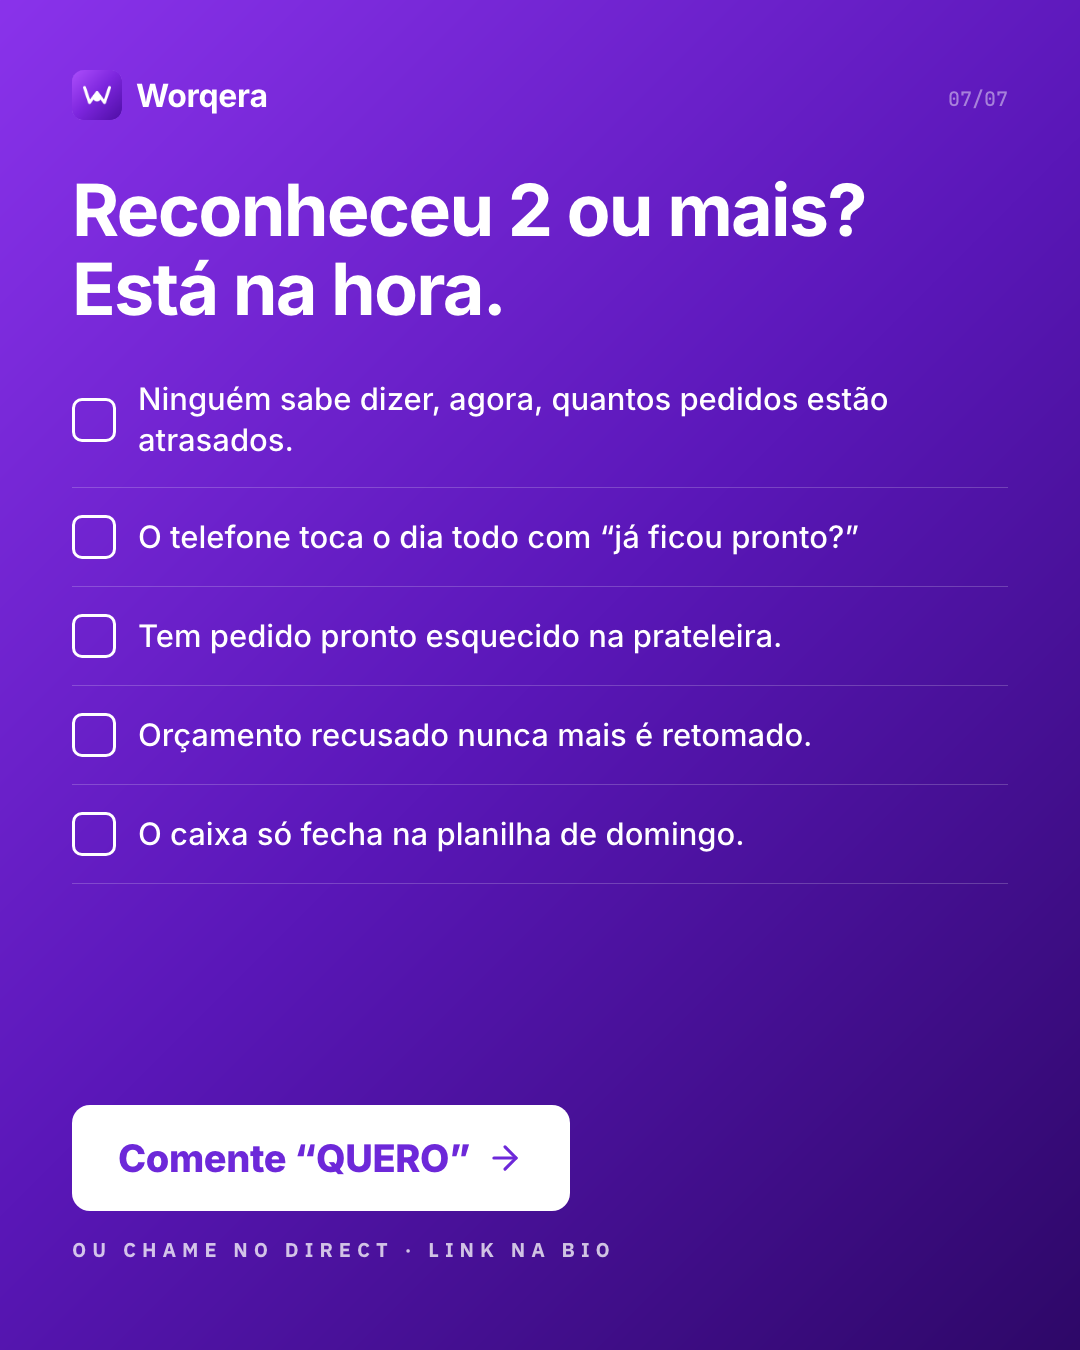 Worqera
07/07
Reconheceu 2 ou mais?
Está na hora.
Ninguém sabe dizer, agora, quantos pedidos estão
atrasados.
O telefone toca o dia todo com “já ficou pronto?”
Tem pedido pronto esquecido na prateleira.
Orçamento recusado nunca mais é retomado.
O caixa só fecha na planilha de domingo.
Comente “QUERO” →
OU CHAME NO DIRECT · LINK NA BIO